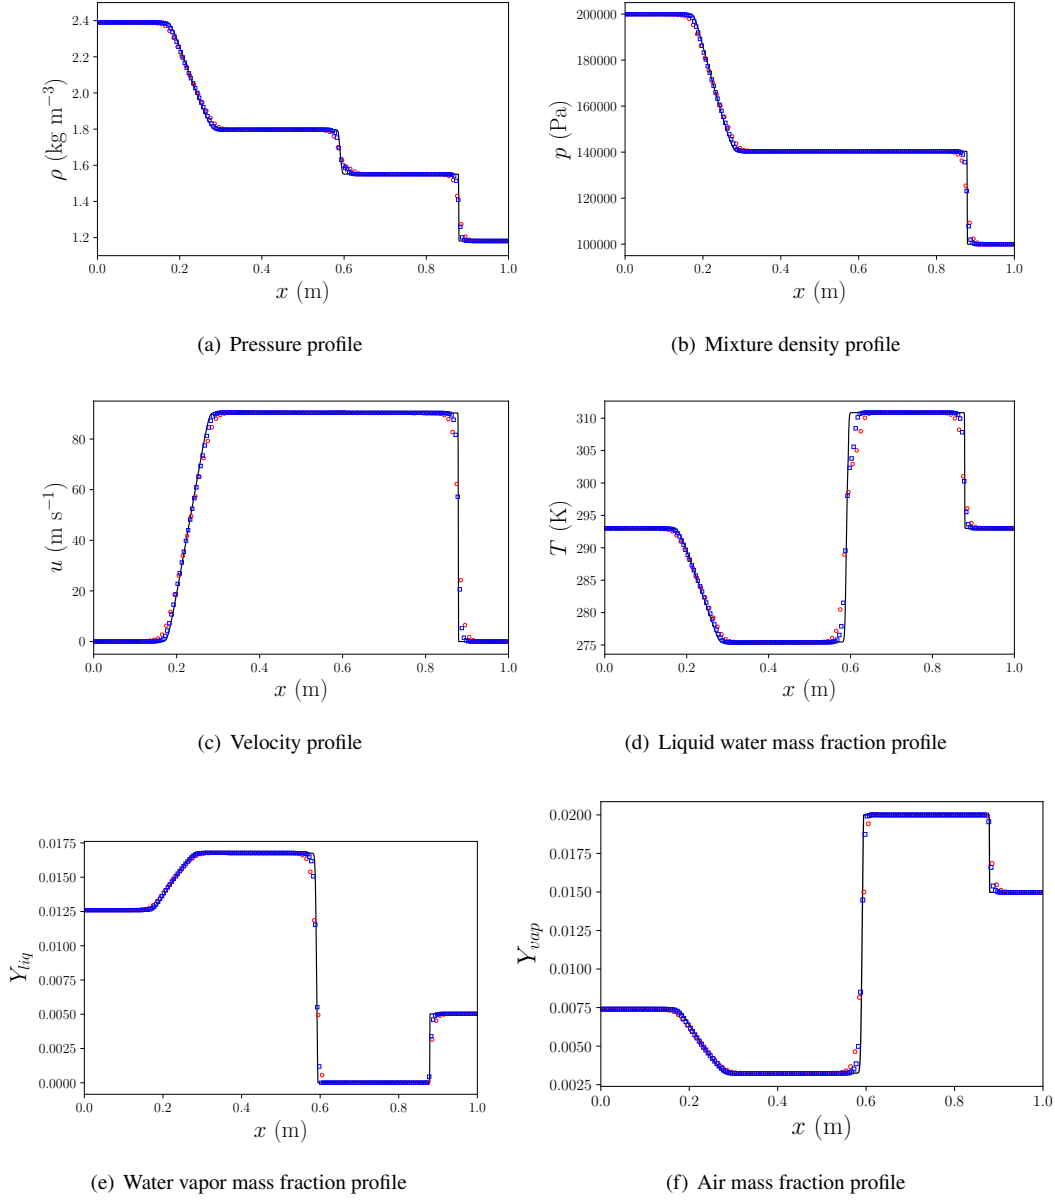 2.4
2.2
2.0
1.8
1.6
1.4
1.2
ρ (kg m⁻³)
0.0 0.2 0.4 0.6 0.8 1.0
x (m)
(a) Pressure profile
200000
180000
160000
140000
120000
100000
p (Pa)
0.0 0.2 0.4 0.6 0.8 1.0
x (m)
(b) Mixture density profile
80
60
40
20
0
u (m s⁻¹)
0.0 0.2 0.4 0.6 0.8 1.0
x (m)
(c) Velocity profile
310
305
300
295
290
285
280
275
T (K)
0.0 0.2 0.4 0.6 0.8 1.0
x (m)
(d) Liquid water mass fraction profile
0.0175
0.0150
0.0125
0.0100
0.0075
0.0050
0.0025
0.0000
Y_liq
0.0 0.2 0.4 0.6 0.8 1.0
x (m)
(e) Water vapor mass fraction profile
0.0200
0.0175
0.0150
0.0125
0.0100
0.0075
0.0050
0.0025
Y_vap
0.0 0.2 0.4 0.6 0.8 1.0
x (m)
(f) Air mass fraction profile